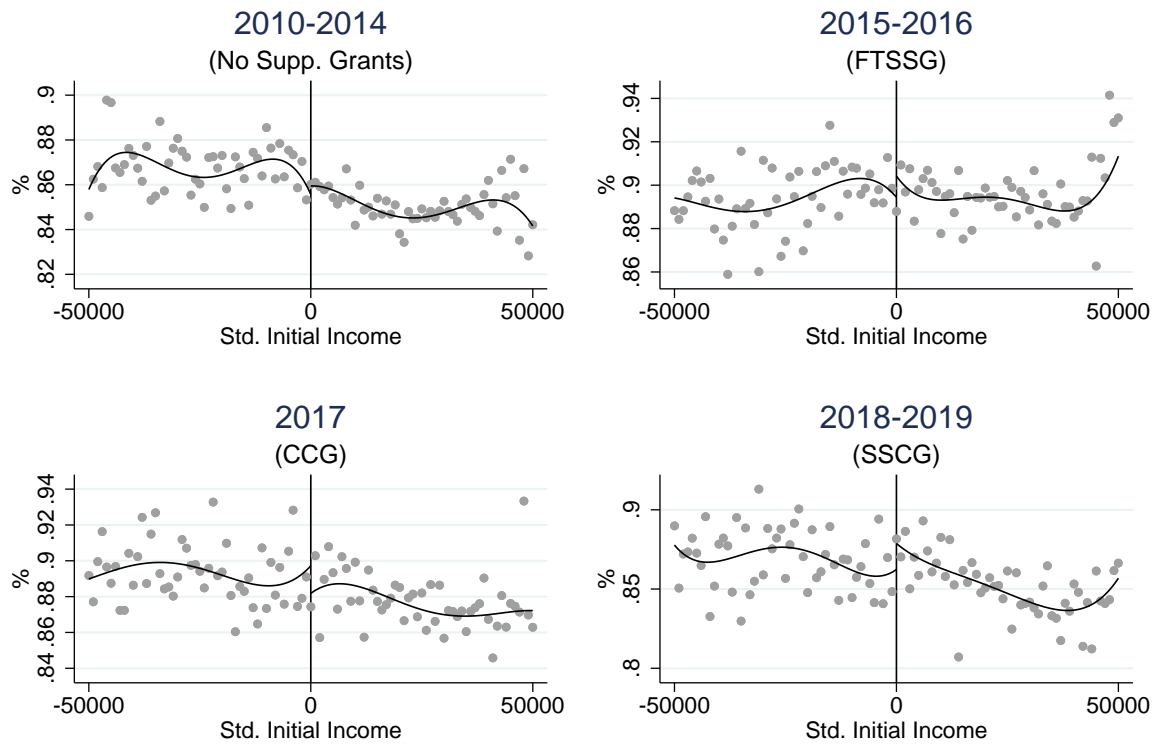 2010-2014
(No Supp. Grants)
%
.9
.88
.86
.84
.82
-50000 0 50000
Std. Initial Income
2015-2016
(FTSSG)
%
.94
.92
.9
.88
.86
-50000 0 50000
Std. Initial Income
2017
(CCG)
%
.94
.92
.9
.88
.86
.84
-50000 0 50000
Std. Initial Income
2018-2019
(SSCG)
%
.9
.85
.8
-50000 0 50000
Std. Initial Income